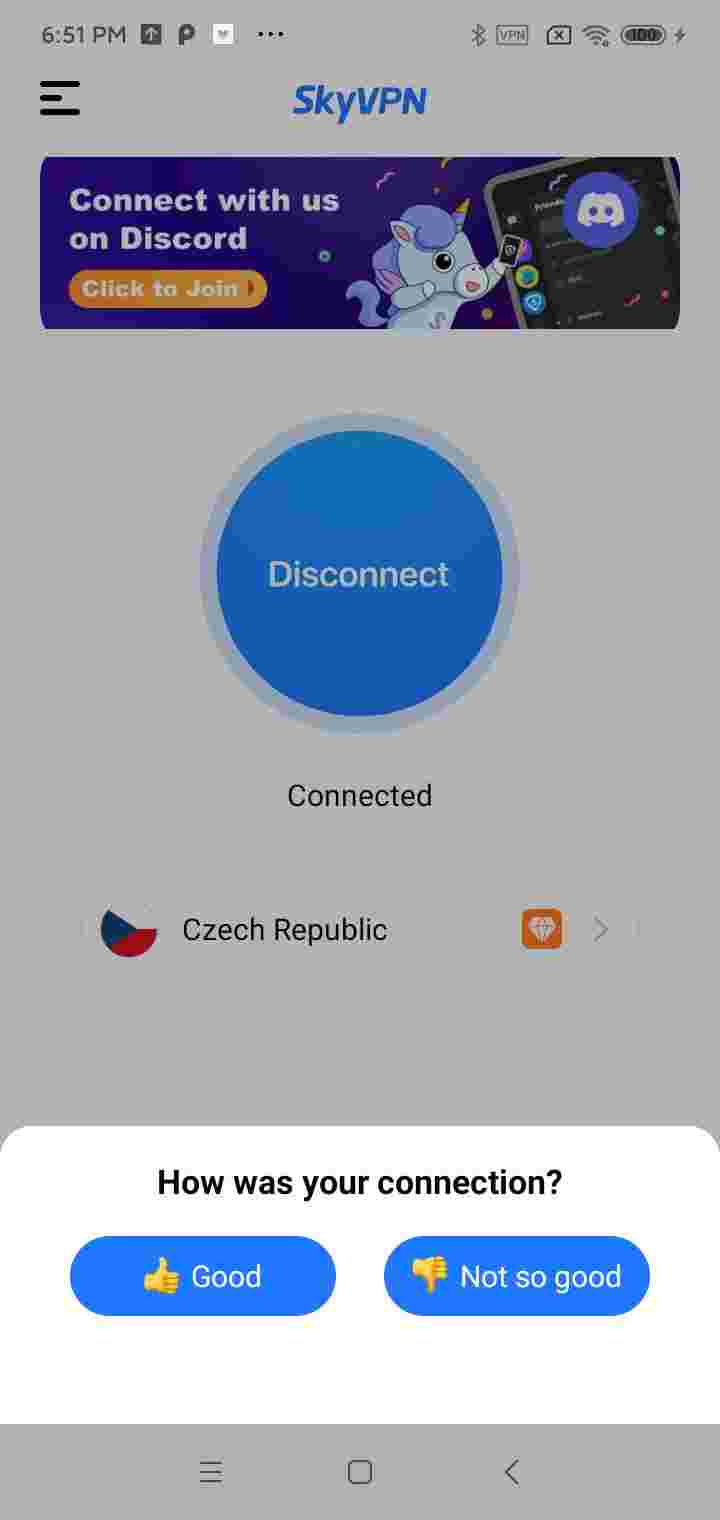 6:51 PM
VPN
100
SkyVPN
Connect with us
on Discord
Click to Join
Disconnect
Connected
Czech Republic
How was your connection?
👍 Good
👎 Not so good